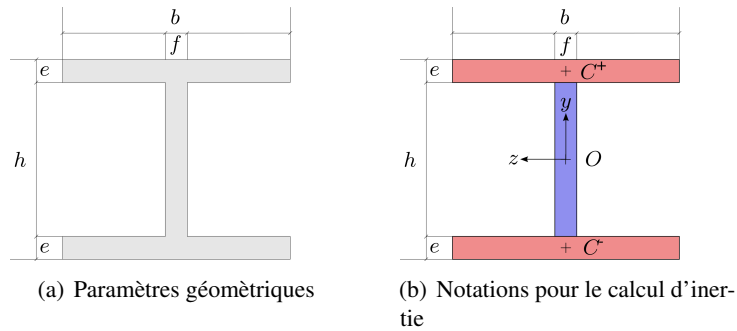 b
f
e
h
e
(a) Paramètres géomètriques
b
f
e
C+
y
h
z
O
e
C-
(b) Notations pour le calcul d'iner-
tie